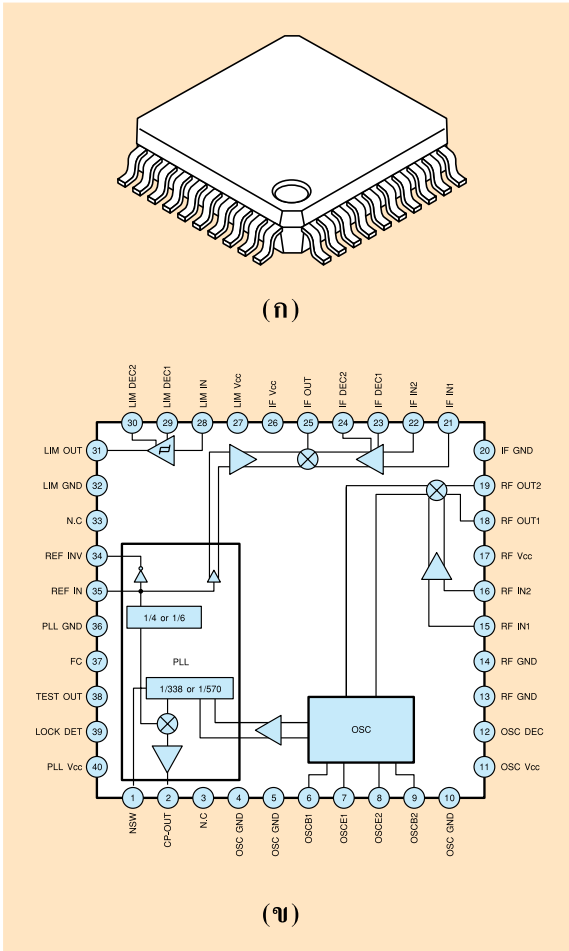 (ก)
LIM DEC2
LIM DEC1
LIM IN
LIM Vcc
IF Vcc
IF OUT
IF DEC2
IF DEC1
IF IN2
IF IN1
30 29 28 27 26 25 24 23 22 21
LIM OUT 31
20 IF GND
LIM GND 32
19 RF OUT2
N.C 33
18 RF OUT1
REF INV 34
17 RF Vcc
REF IN 35
16 RF IN2
1/4 or 1/6
PLL GND 36
15 RF IN1
FC 37
PLL
14 RF GND
TEST OUT 38
1/338 or 1/570
13 RF GND
LOCK DET 39
OSC
12 OSC DEC
PLL Vcc 40
11 OSC Vcc
1 2 3 4 5 6 7 8 9 10
NSW
CP-OUT
N.C
OSC GND
OSC GND
OSCB1
OSCE1
OSCE2
OSCB2
OSC GND
(ข)